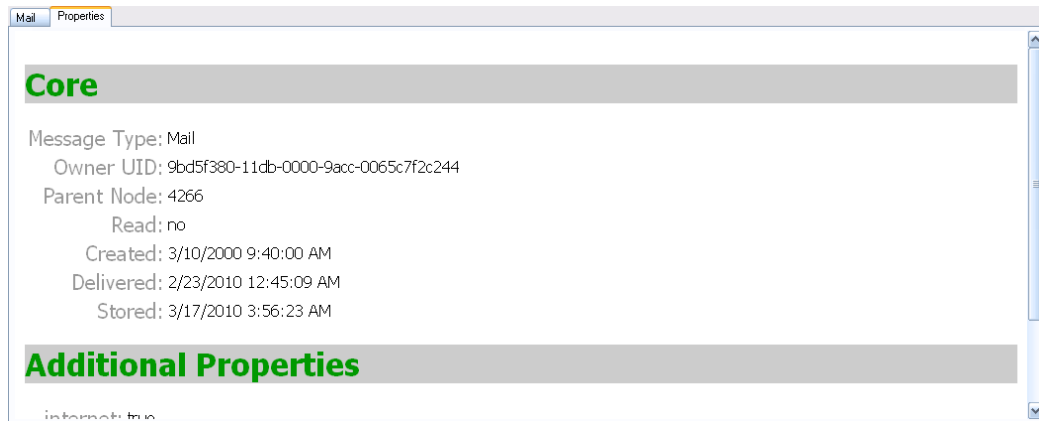 Mail Properties
Core
Message Type: Mail
Owner UID: 9bd5f380-11db-0000-9acc-0065c7f2c244
Parent Node: 4266
Read: no
Created: 3/10/2000 9:40:00 AM
Delivered: 2/23/2010 12:45:09 AM
Stored: 3/17/2010 3:56:23 AM
Additional Properties
internet: true